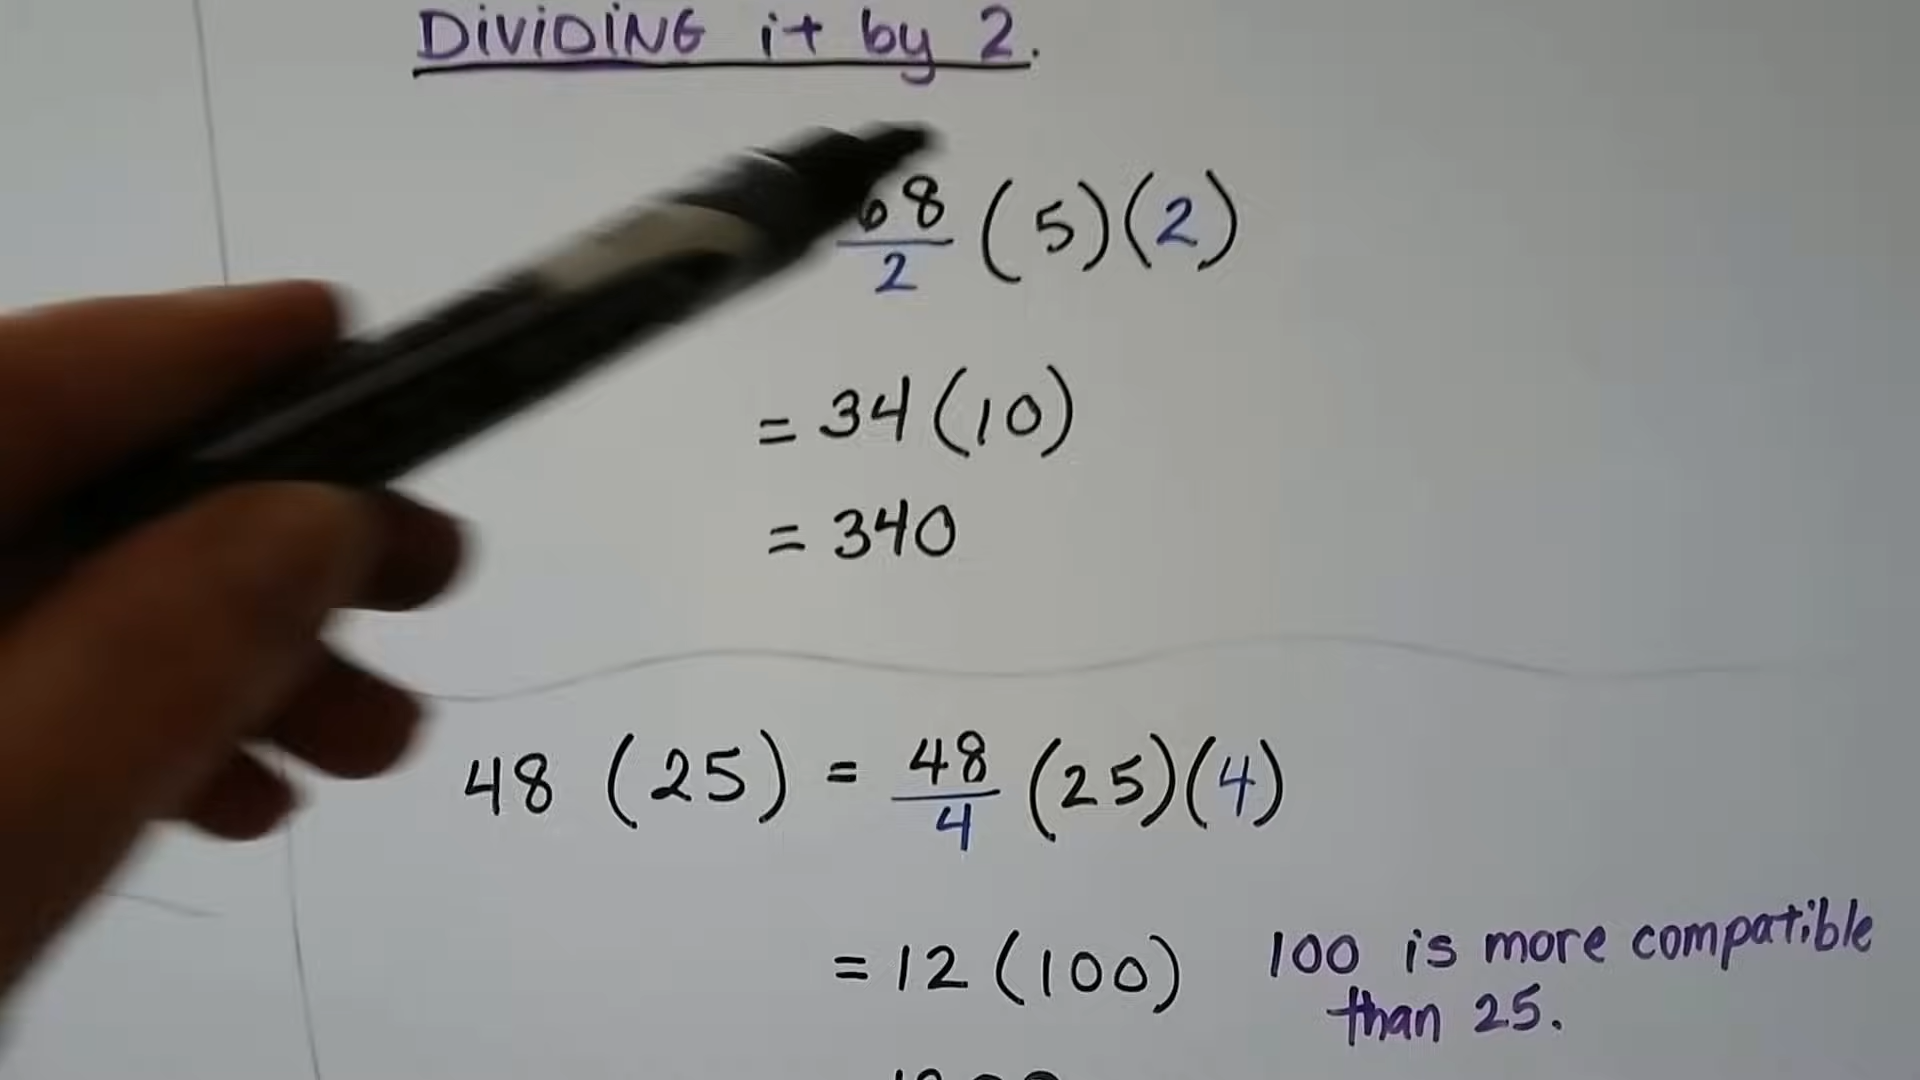 DiViDiNG it by 2.
68/2 (5)(2)
= 34 (10)
= 340
48 (25) = 48/4 (25)(4)
= 12 (100)
100 is more compatible
than 25.